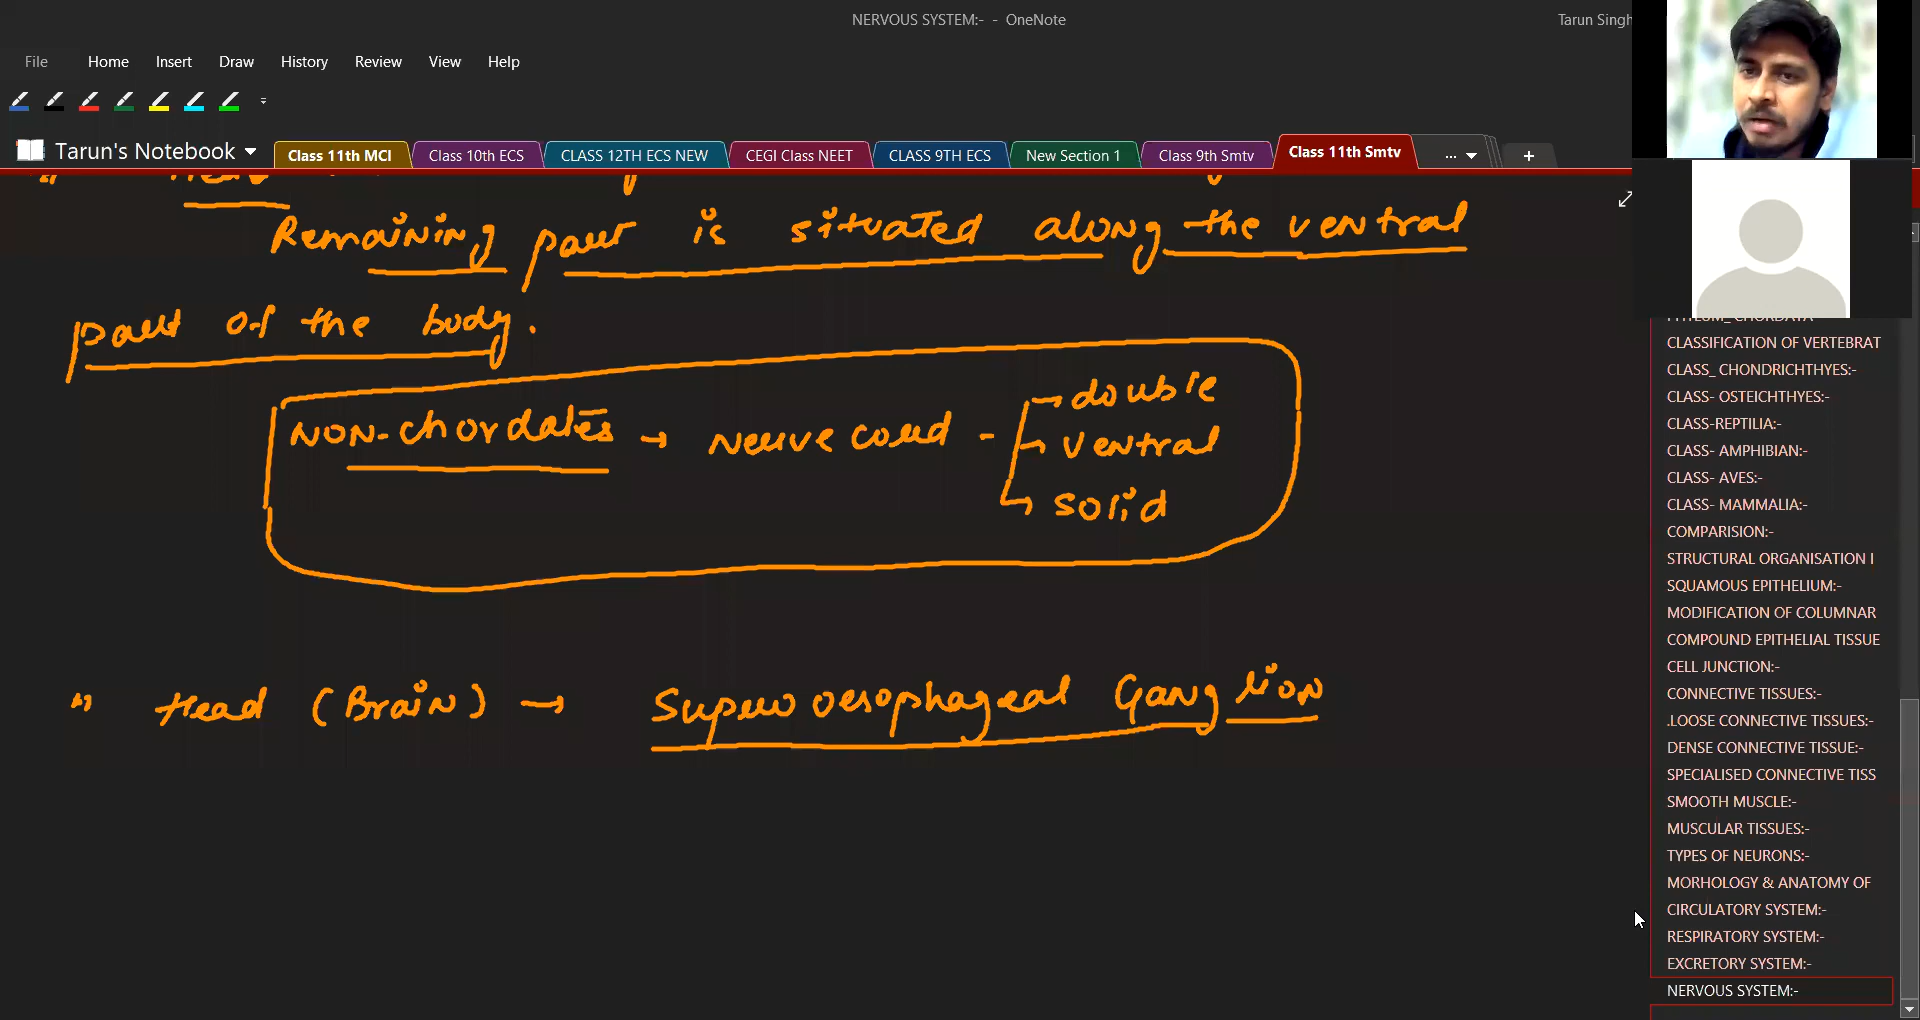 NERVOUS SYSTEM:- - OneNote
Tarun Singh
File Home Insert Draw History Review View Help
Tarun's Notebook
Class 11th MCI Class 10th ECS CLASS 12TH ECS NEW CEGI Class NEET CLASS 9TH ECS New Section 1 Class 9th Smtv Class 11th Smtv ... +
Remaining part is situated along the ventral
part of the body.
NON-chordates → Nerve cord -
→ double
→ ventral
↳ solid
" Head (Brain) → Supra oesophageal Ganglion
CLASSIFICATION OF VERTEBRAT
CLASS_ CHONDRICHTHYES:-
CLASS- OSTEICHTHYES:-
CLASS-REPTILIA:-
CLASS- AMPHIBIAN:-
CLASS- AVES:-
CLASS- MAMMALIA:-
COMPARISION:-
STRUCTURAL ORGANISATION I
SQUAMOUS EPITHELIUM:-
MODIFICATION OF COLUMNAR
COMPOUND EPITHELIAL TISSUE
CELL JUNCTION:-
CONNECTIVE TISSUES:-
.LOOSE CONNECTIVE TISSUES:-
DENSE CONNECTIVE TISSUE:-
SPECIALISED CONNECTIVE TISS
SMOOTH MUSCLE:-
MUSCULAR TISSUES:-
TYPES OF NEURONS:-
MORHOLOGY & ANATOMY OF
CIRCULATORY SYSTEM:-
RESPIRATORY SYSTEM:-
EXCRETORY SYSTEM:-
NERVOUS SYSTEM:-